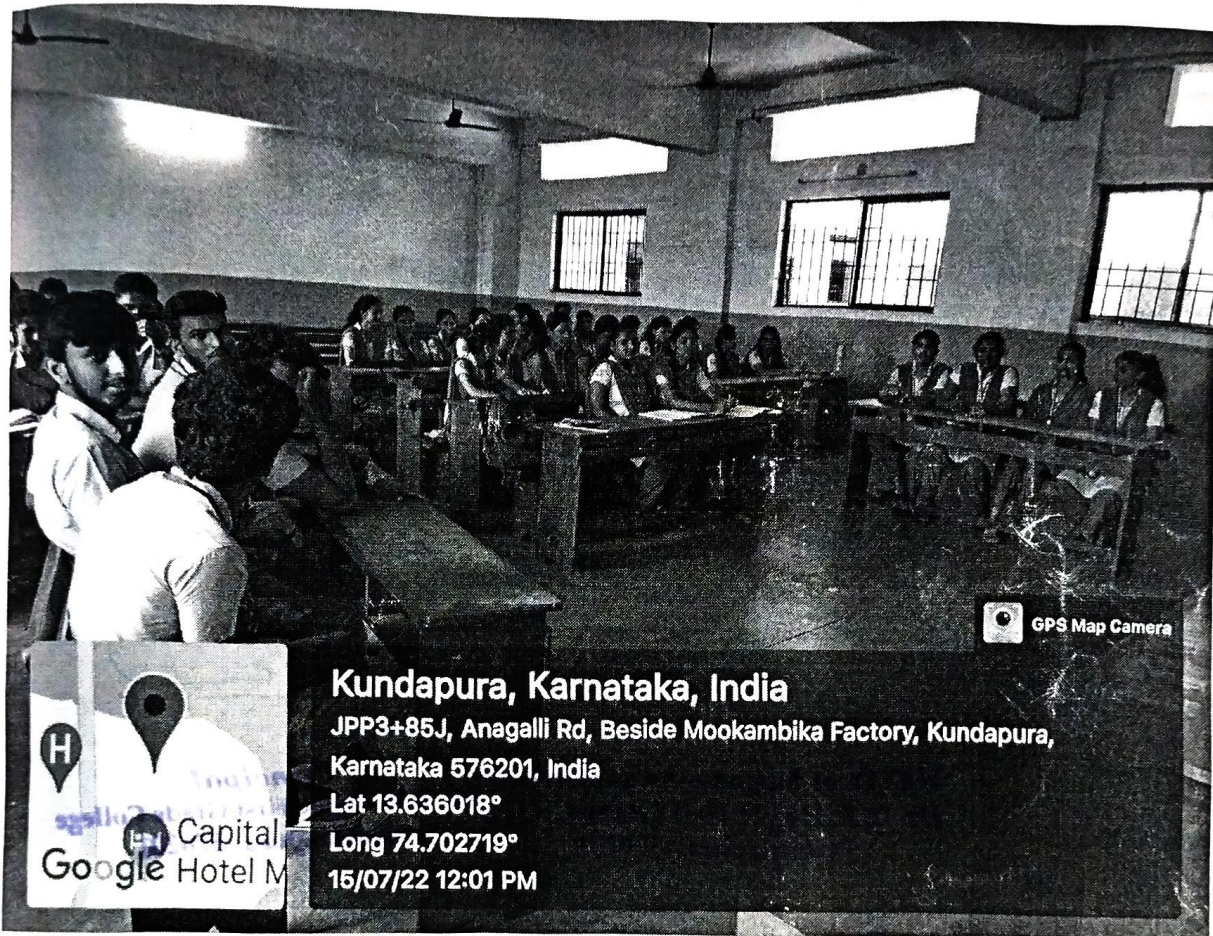 GPS Map Camera
Kundapura, Karnataka, India
JPP3+85J, Anagalli Rd, Beside Mookambika Factory, Kundapura,
Karnataka 576201, India
Lat 13.636018°
Long 74.702719°
15/07/22 12:01 PM
H
Capital
Hotel M
Google
College